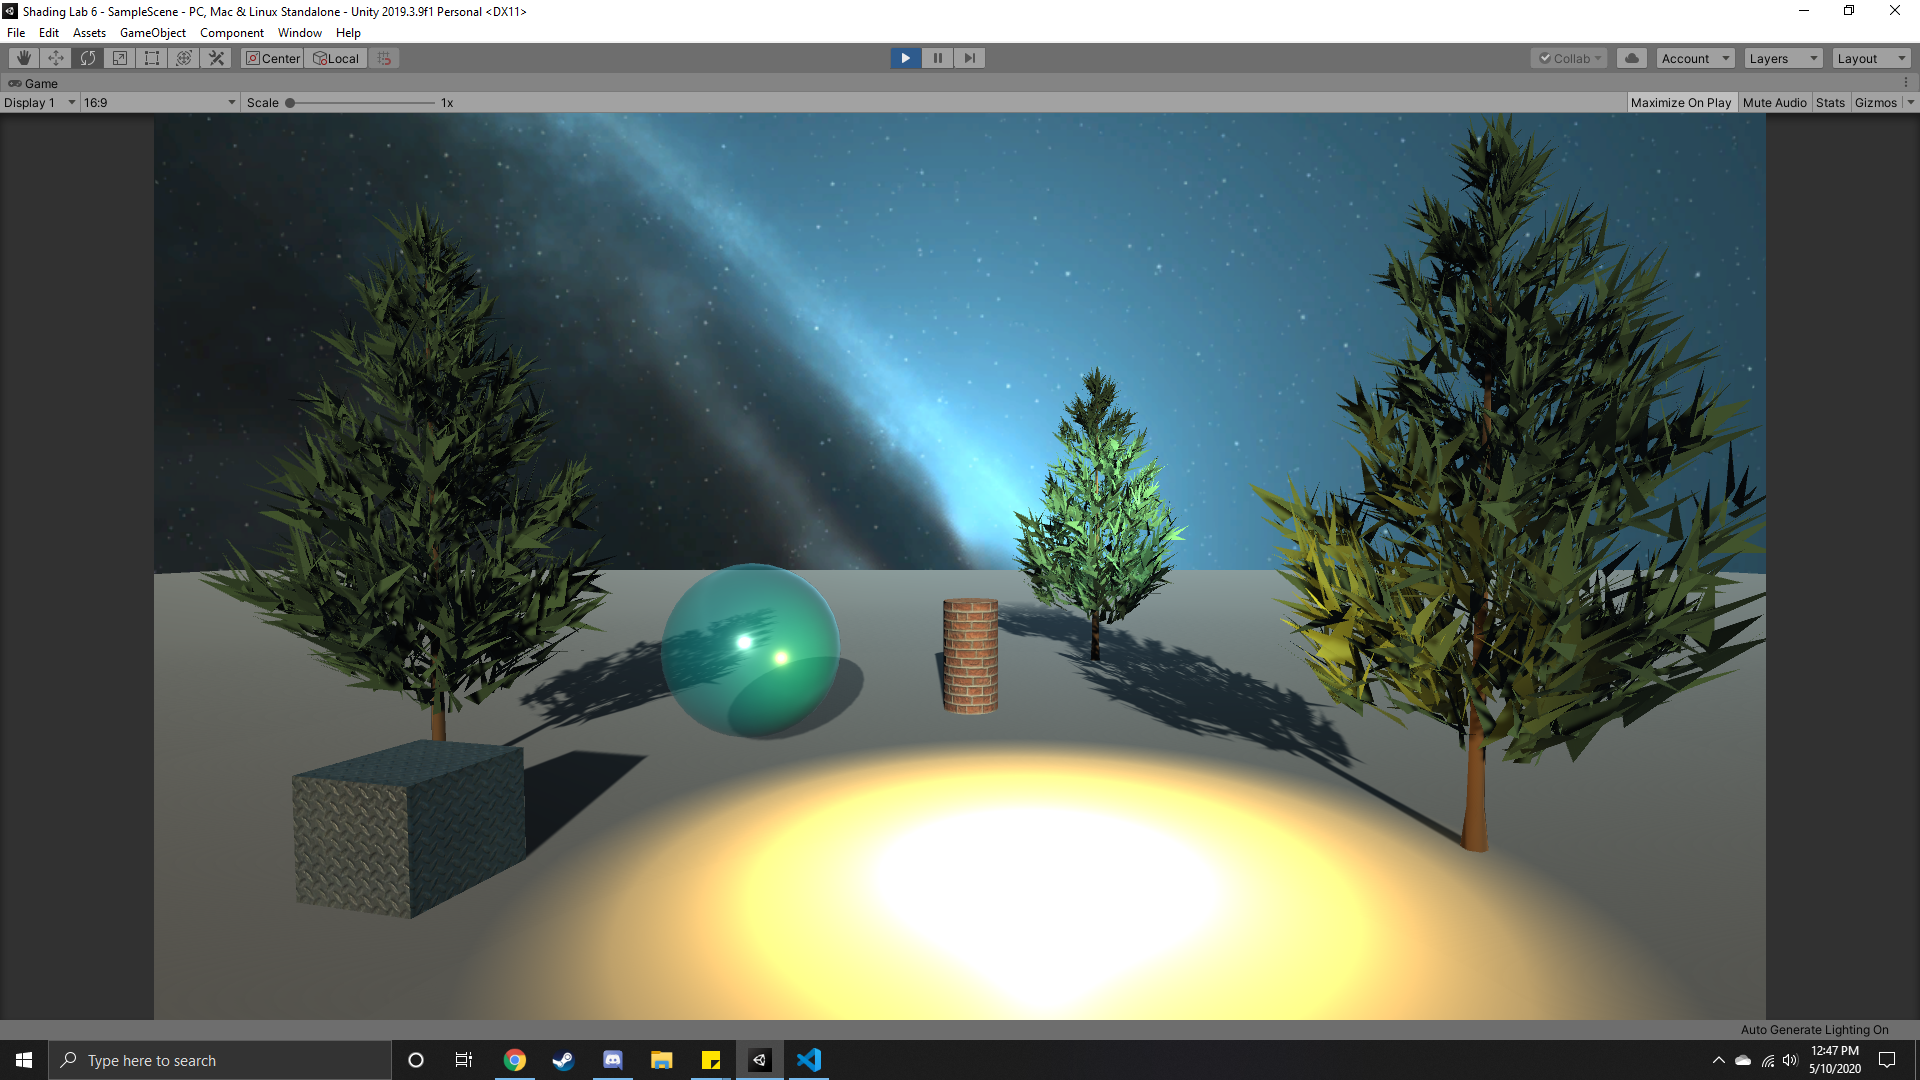 Shading Lab 6 - SampleScene - PC, Mac & Linux Standalone - Unity 2019.3.9f1 Personal <DX11>
File Edit Assets GameObject Component Window Help
Center Local Collab Account Layers Layout
Game
Display 1 16:9 Scale 1x Maximize On Play Mute Audio Stats Gizmos
Auto Generate Lighting On
Type here to search
12:47 PM
5/10/2020